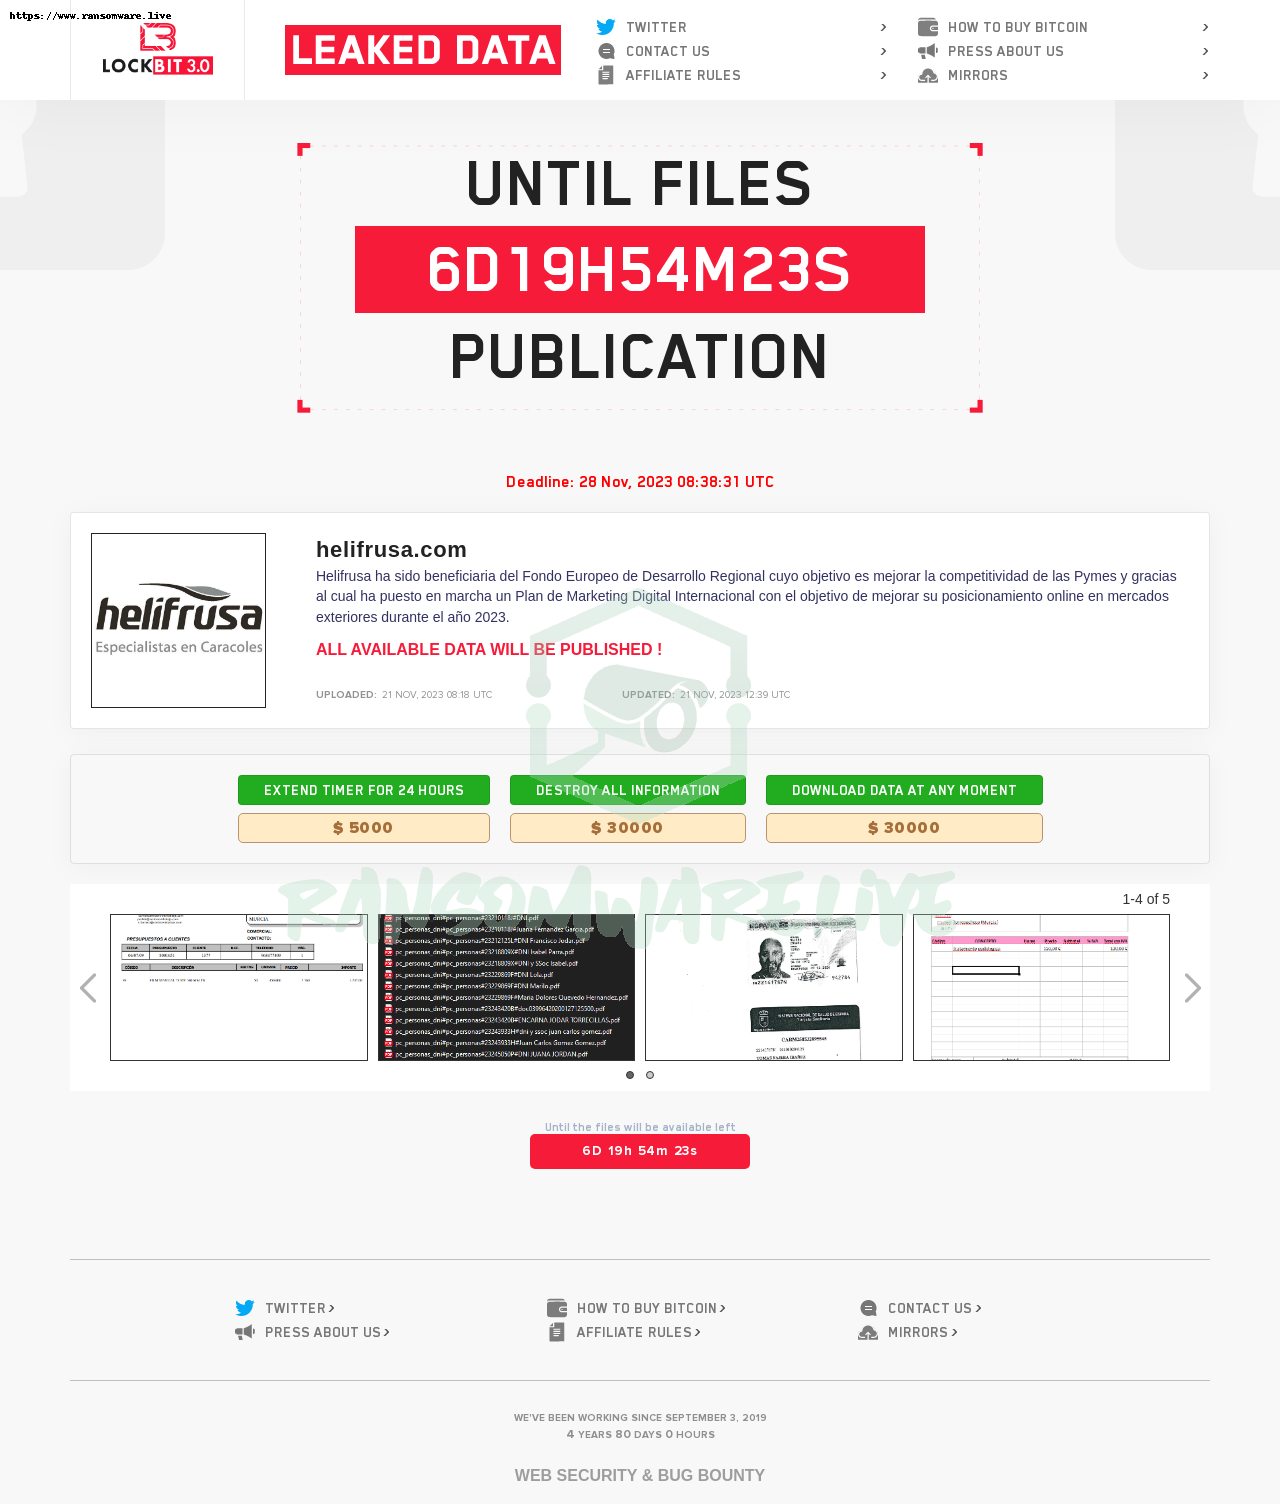 https://www.ransomware.live
LOCKBIT 3.0
LEAKED DATA
TWITTER
CONTACT US
AFFILIATE RULES
HOW TO BUY BITCOIN
PRESS ABOUT US
MIRRORS
UNTIL FILES
6D19H54M23S
PUBLICATION
Deadline: 28 Nov, 2023 08:38:31 UTC
helifrusa
Especialistas en Caracoles
helifrusa.com
Helifrusa ha sido beneficiaria del Fondo Europeo de Desarrollo Regional cuyo objetivo es mejorar la competitividad de las Pymes y gracias
al cual ha puesto en marcha un Plan de Marketing Digital Internacional con el objetivo de mejorar su posicionamiento online en mercados
exteriores durante el año 2023.
ALL AVAILABLE DATA WILL BE PUBLISHED !
UPLOADED: 21 NOV, 2023 08:18 UTC
UPDATED: 21 NOV, 2023 12:39 UTC
EXTEND TIMER FOR 24 HOURS
DESTROY ALL INFORMATION
DOWNLOAD DATA AT ANY MOMENT
$ 5000
$ 30000
$ 30000
RANSOMWARE.LIVE
1-4 of 5
MURCIA
COMERCIAL:
CONTACTO:
PRESUPUESTOS A CLIENTES
Until the files will be available left
6D 19h 54m 23s
TWITTER
HOW TO BUY BITCOIN
CONTACT US
PRESS ABOUT US
AFFILIATE RULES
MIRRORS
WE'VE BEEN WORKING SINCE SEPTEMBER 3, 2019
4 YEARS 80 DAYS 0 HOURS
WEB SECURITY & BUG BOUNTY